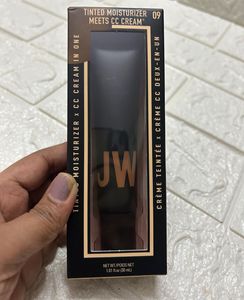 TINTED MOISTURIZER
MEETS CC CREAM
09
TINTED MOISTURIZER x CC CREAM IN ONE
JW
CRÈME TEINTÉE x CRÈME CC DEUX-EN-UN
NET WT./POIDS NET
1.01 fl oz (30 mL)